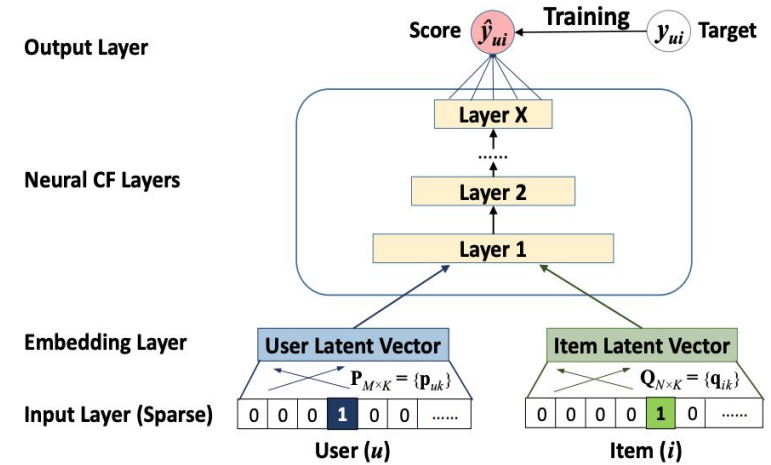 Output Layer
Score ŷui Training yui Target
Layer X
......
Neural CF Layers
Layer 2
Layer 1
Embedding Layer User Latent Vector Item Latent Vector
P M×K = {puk} Q N×K = {qik}
Input Layer (Sparse) 0 0 0 1 0 0 ...... 0 0 0 0 1 0 ......
User (u) Item (i)